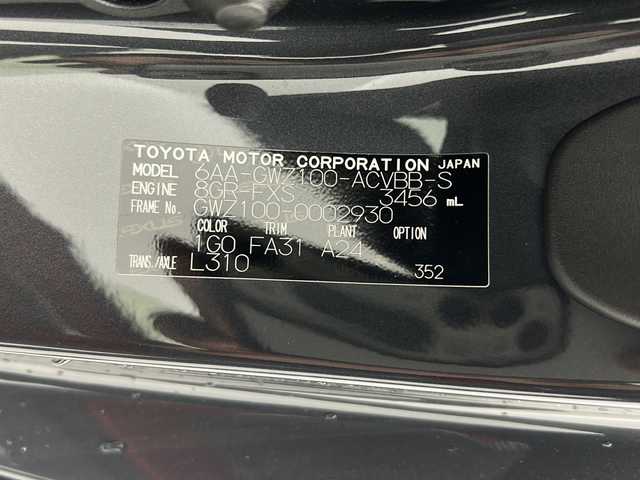 TOYOTA MOTOR CORPORATION JAPAN
MODEL 6AA-GWZ100-ACVBB-S
ENGINE 8GR-FXS 3456 mL
FRAME No. GWZ100-0002930
COLOR TRIM PLANT OPTION
1G0 FA31 A24
TRANS./AXLE L310 352